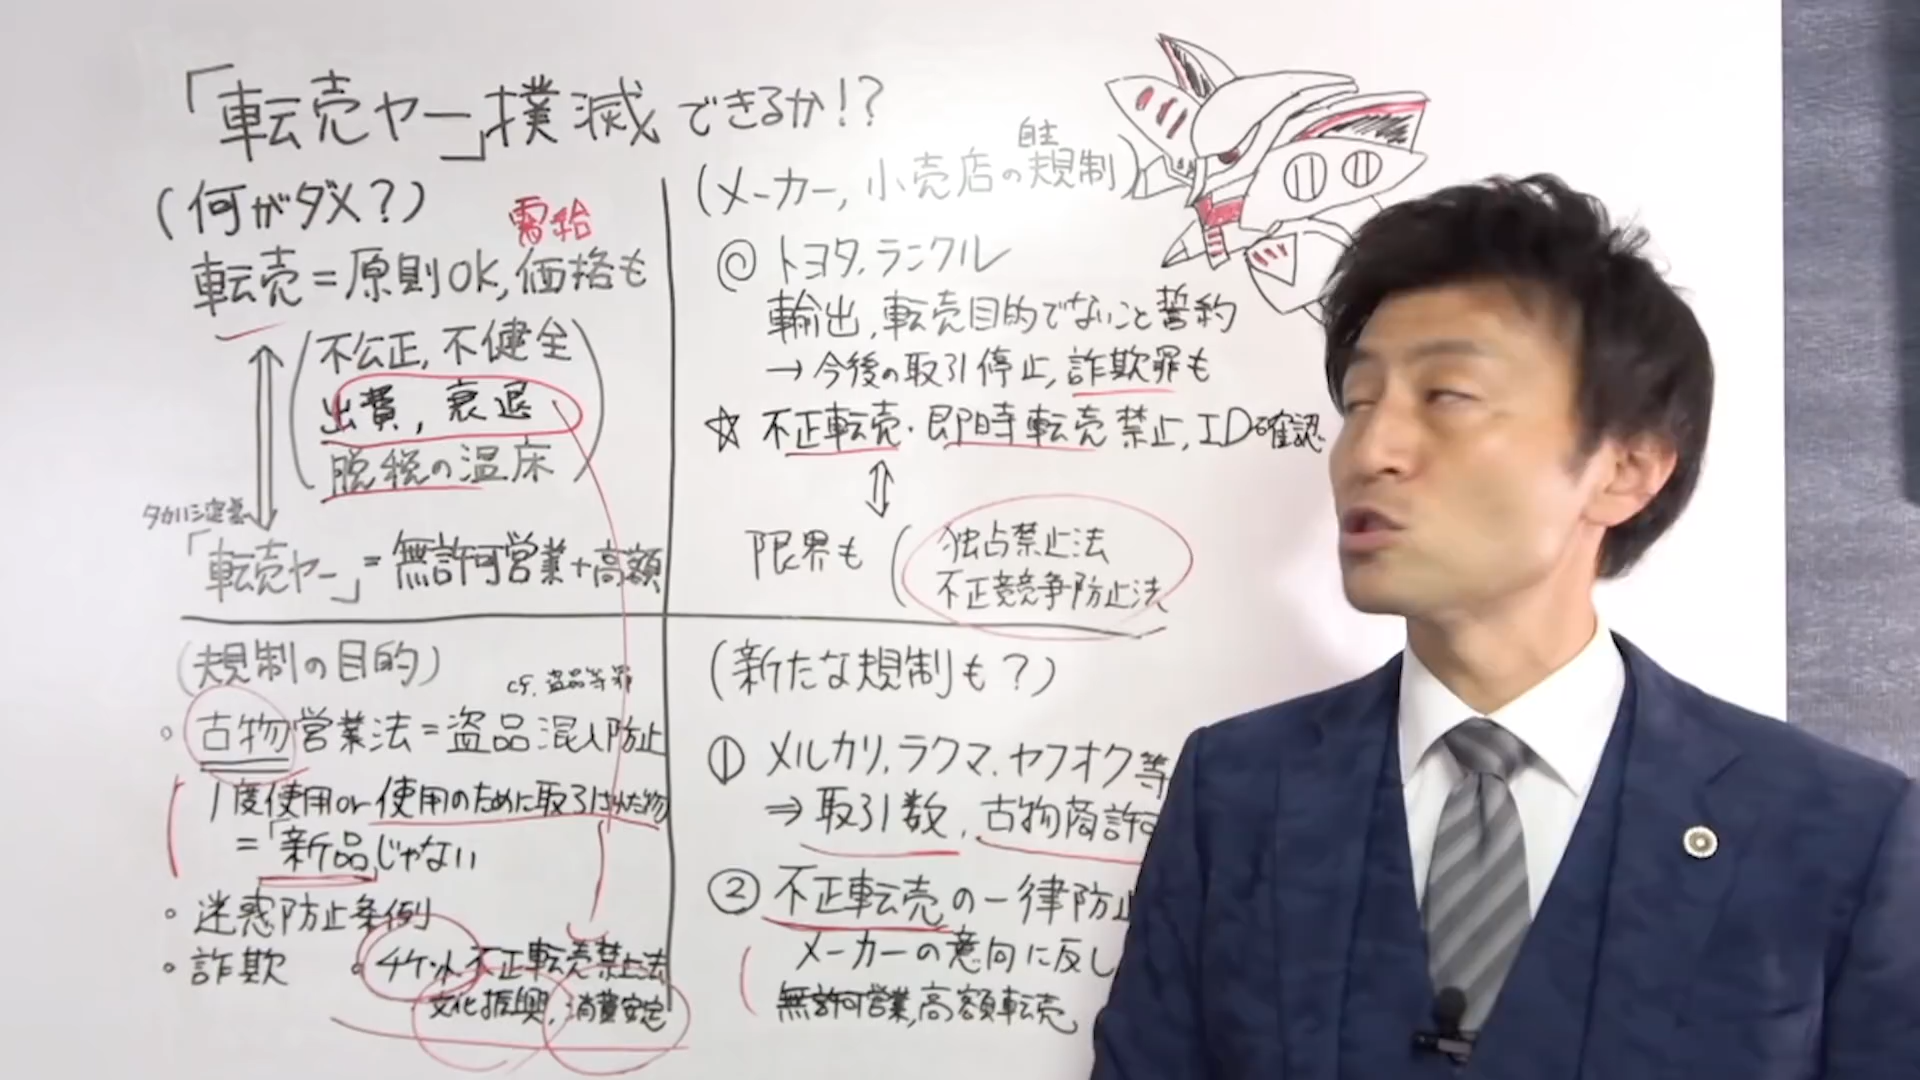 「転売ヤー」撲滅できるか!?
(何がダメ?)
需給
転売=原則OK,価格も
(不公正,不健全
出費,衰退
脱税の温床)
タカハシ定義
「転売ヤー」=無許可営業+高額
(メーカー,小売店の自主規制)
◎トヨタ,ランクル
輸出,転売目的でないこと誓約
→今後の取引停止,詐欺罪も
☆不正転売・即時転売禁止,ID確認
限界も(独占禁止法
不正競争防止法
(規制の目的)
cf.盗品等罪
。古物営業法=盗品混入防止
1度使用or使用のために取引された物
=「新品」じゃない
。迷惑防止条例
・詐欺
・チケット不正転売禁止法
文化振興,消費安定
(新たな規制も?)
①メルカリ,ラクマ,ヤフオク等
⇒取引数,古物商許可
②不正転売の一律防止
メーカーの意向に反し
無許可営業,高額転売